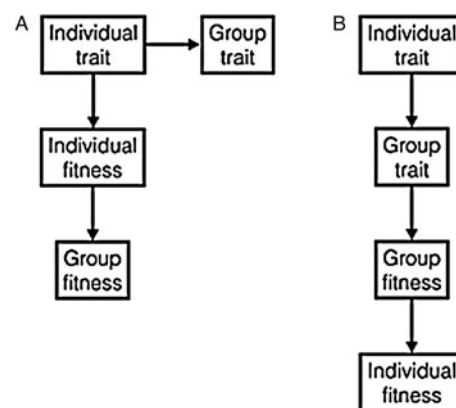 A
Individual
trait
Group
trait
Individual
fitness
Group
fitness
B
Individual
trait
Group
trait
Group
fitness
Individual
fitness